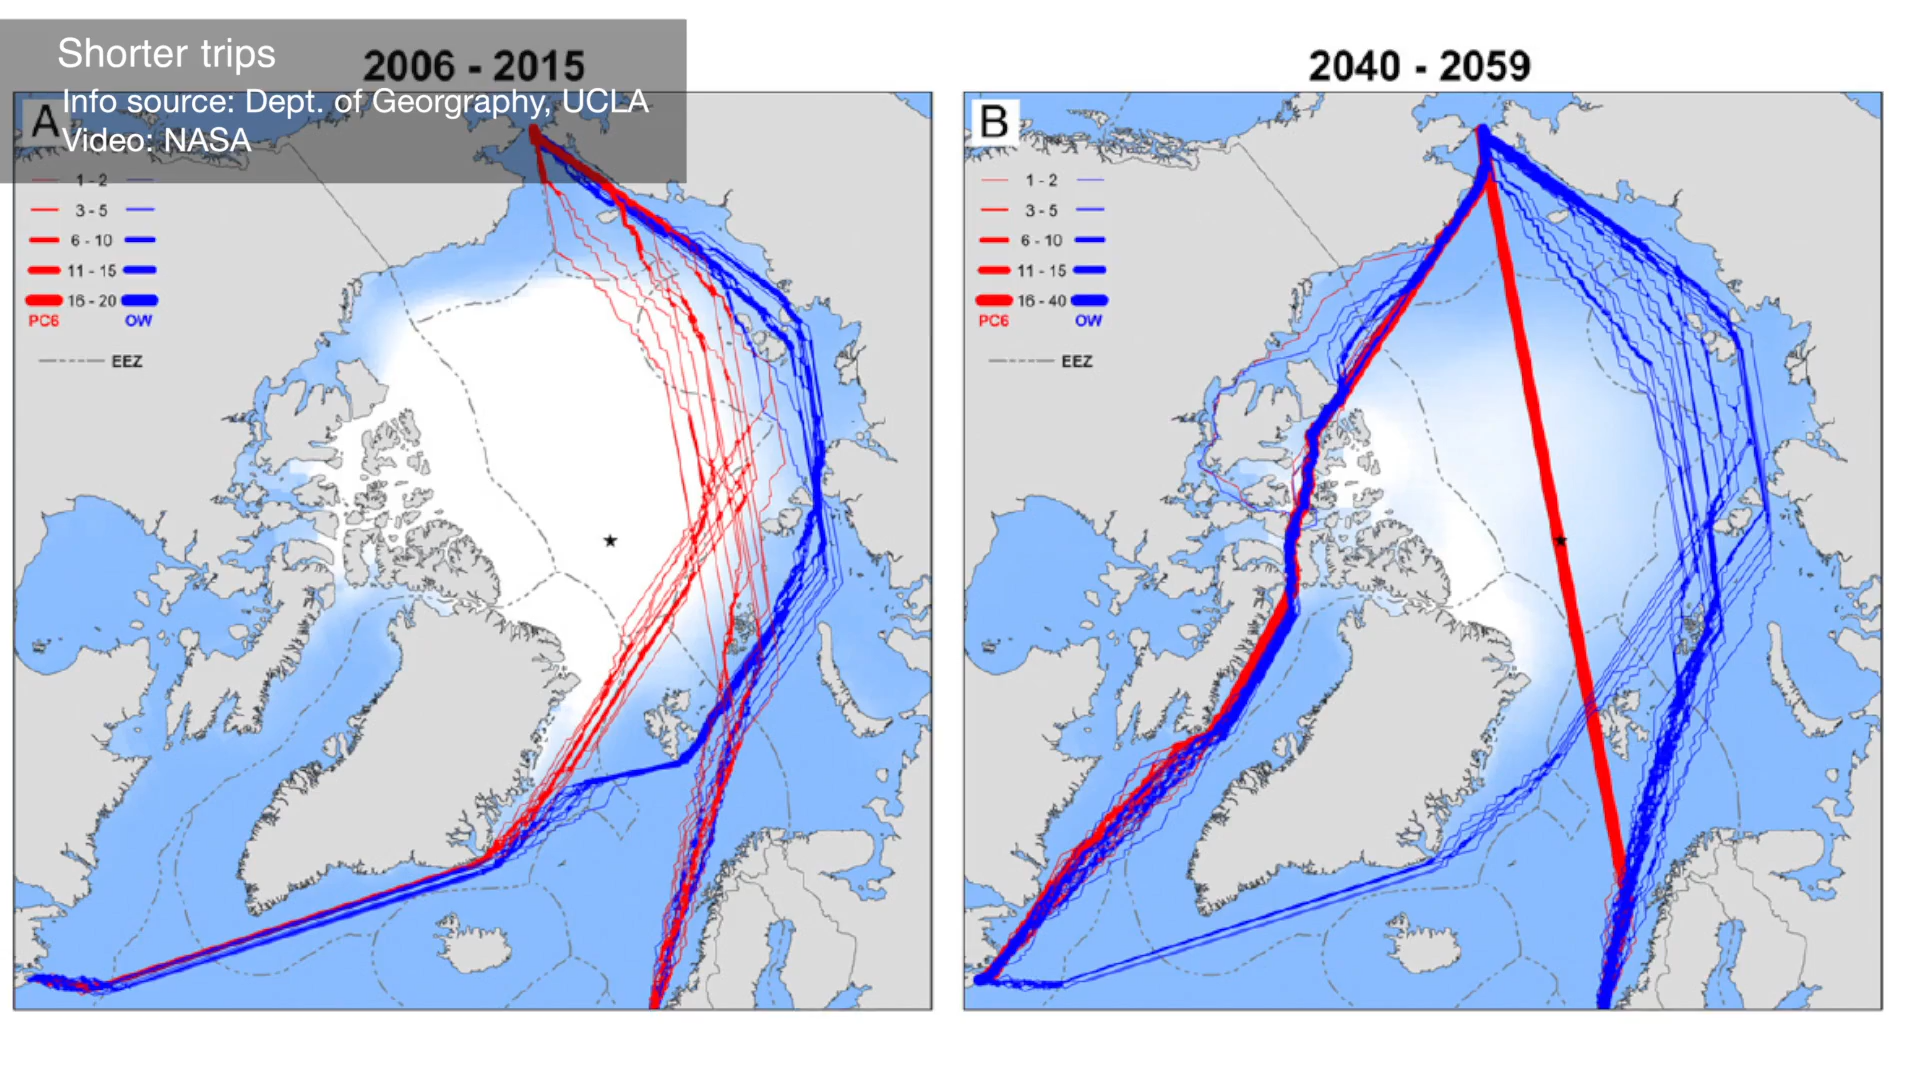 Shorter trips
2006 - 2015
Info source: Dept. of Georgraphy, UCLA
Video: NASA
A
1 - 2
3 - 5
6 - 10
11 - 15
16 - 20
PC6 OW
EEZ
2040 - 2059
B
1 - 2
3 - 5
6 - 10
11 - 15
16 - 40
PC6 OW
EEZ